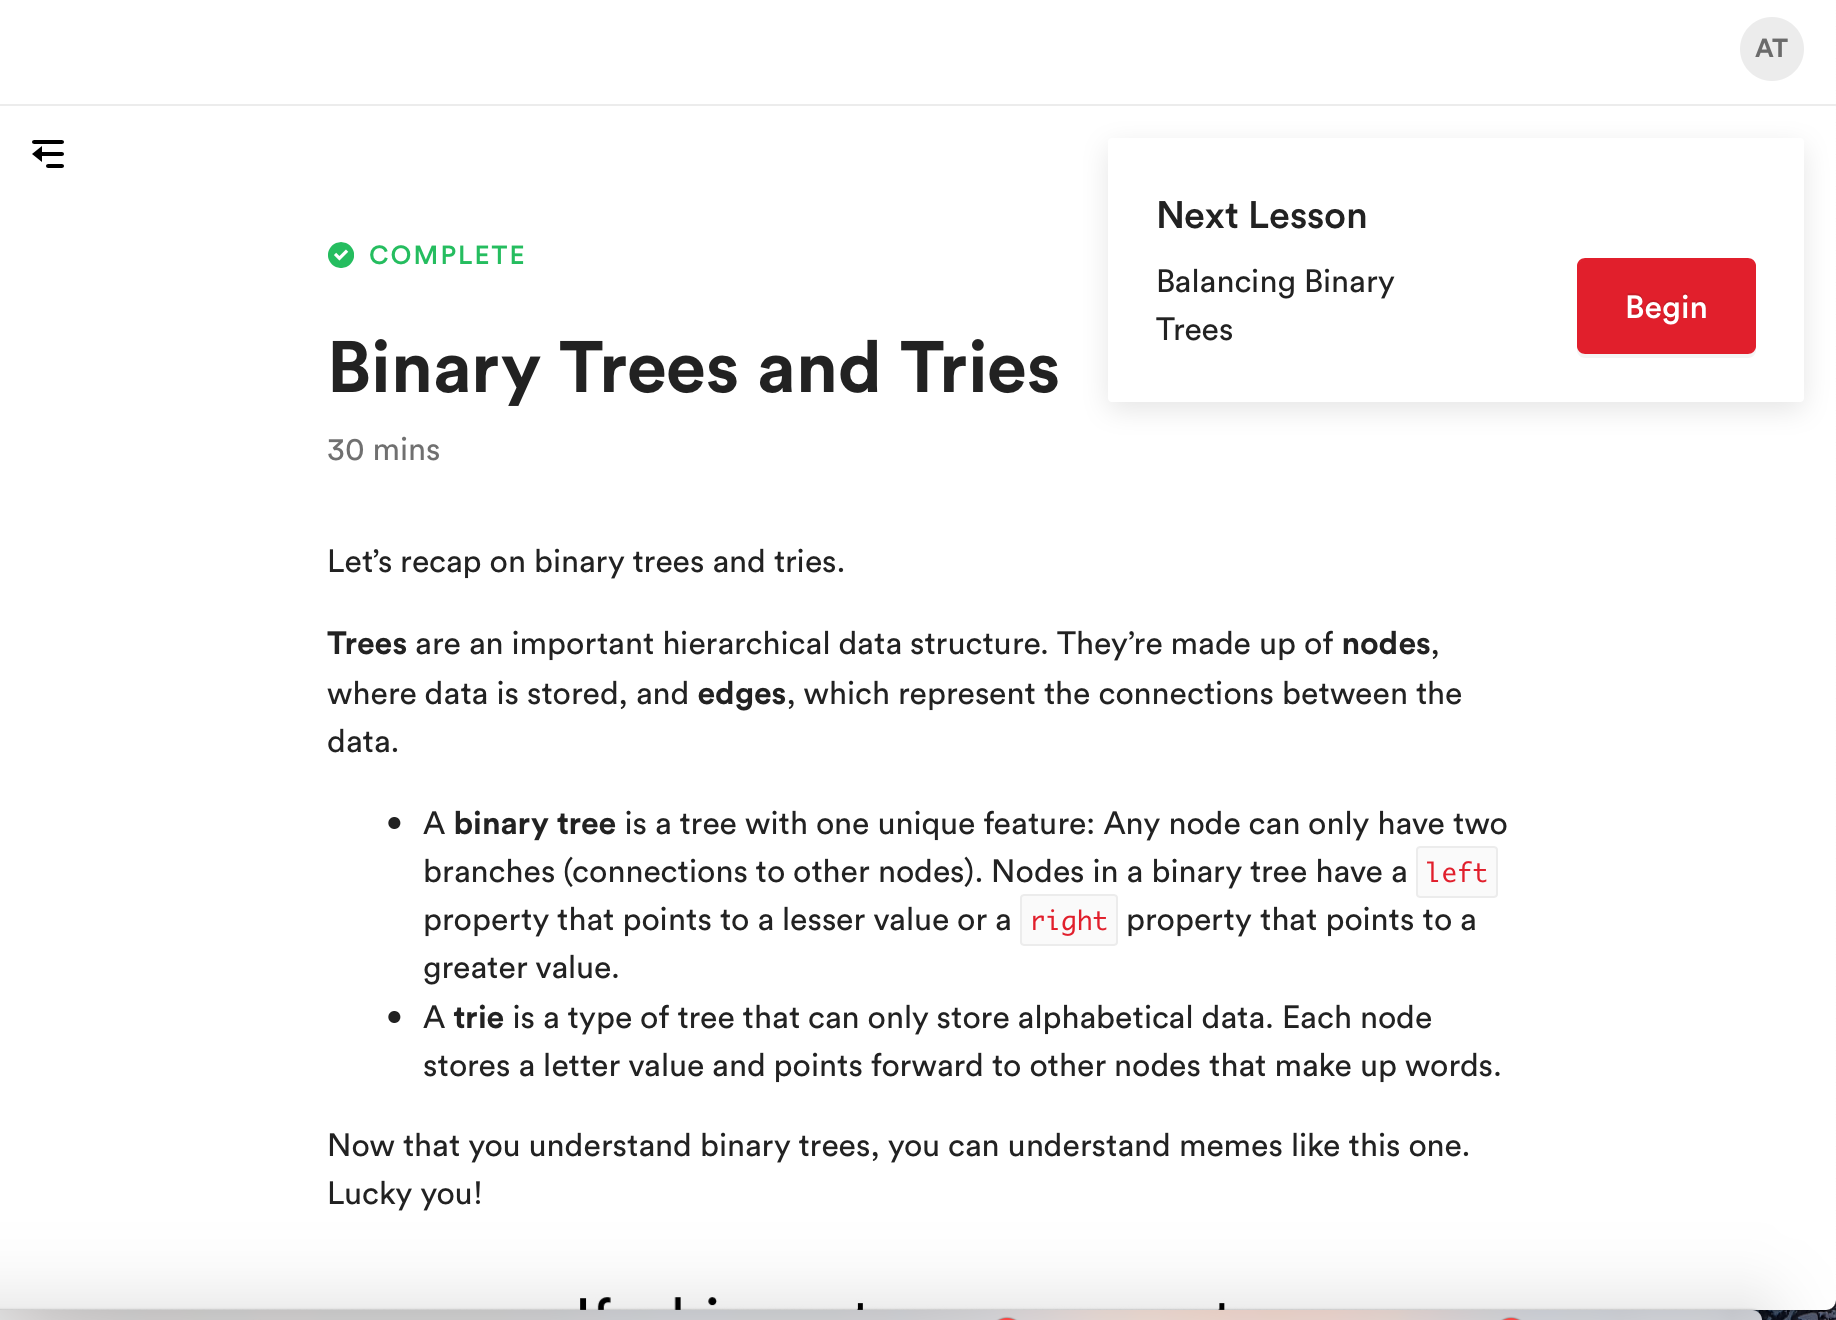 AT
Next Lesson
Balancing Binary
Trees
Begin
COMPLETE
Binary Trees and Tries
30 mins
Let’s recap on binary trees and tries.
Trees are an important hierarchical data structure. They’re made up of nodes,
where data is stored, and edges, which represent the connections between the
data.
• A binary tree is a tree with one unique feature: Any node can only have two
branches (connections to other nodes). Nodes in a binary tree have a left
property that points to a lesser value or a right property that points to a
greater value.
• A trie is a type of tree that can only store alphabetical data. Each node
stores a letter value and points forward to other nodes that make up words.
Now that you understand binary trees, you can understand memes like this one.
Lucky you!